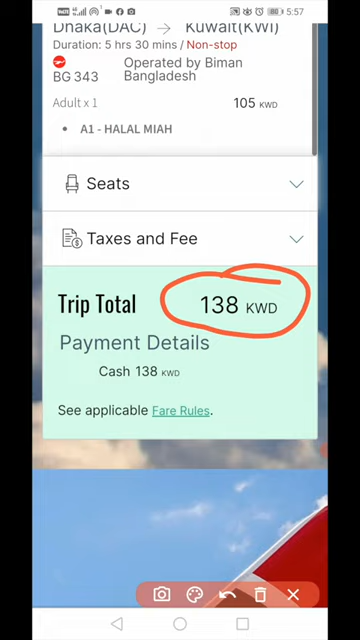 5:57
Dhaka(DAC) → Kuwait(KWI)
Duration: 5 hrs 30 mins / Non-stop
BG 343 Operated by Biman Bangladesh
Adult x 1 105 KWD
• A1 - HALAL MIAH
Seats
Taxes and Fee
Trip Total 138 KWD
Payment Details
Cash 138 KWD
See applicable Fare Rules.